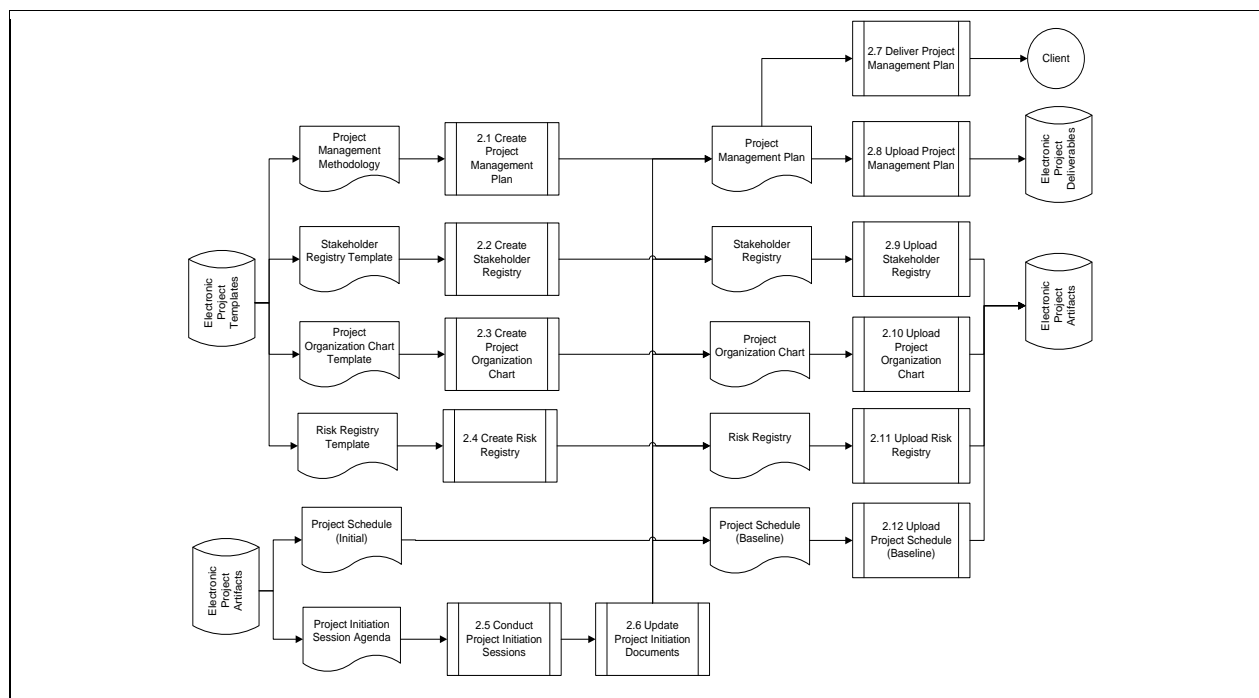 2.7 Deliver Project
Management Plan
Client
Project
Management
Methodology
2.1 Create
Project
Management
Plan
Project
Management Plan
2.8 Upload Project
Management Plan
Electronic
Project
Deliverables
Stakeholder
Registry Template
2.2 Create
Stakeholder
Registry
Stakeholder
Registry
2.9 Upload
Stakeholder
Registry
Electronic
Project
Templates
Electronic
Project
Artifacts
Project
Organization Chart
Template
2.3 Create
Project
Organization
Chart
Project
Organization Chart
2.10 Upload
Project
Organization
Chart
Risk Registry
Template
2.4 Create Risk
Registry
Risk Registry
2.11 Upload Risk
Registry
Project Schedule
(Initial)
Project Schedule
(Baseline)
2.12 Upload
Project Schedule
(Baseline)
Electronic
Project
Artifacts
Project Initiation
Session Agenda
2.5 Conduct
Project Initiation
Sessions
2.6 Update
Project Initiation
Documents